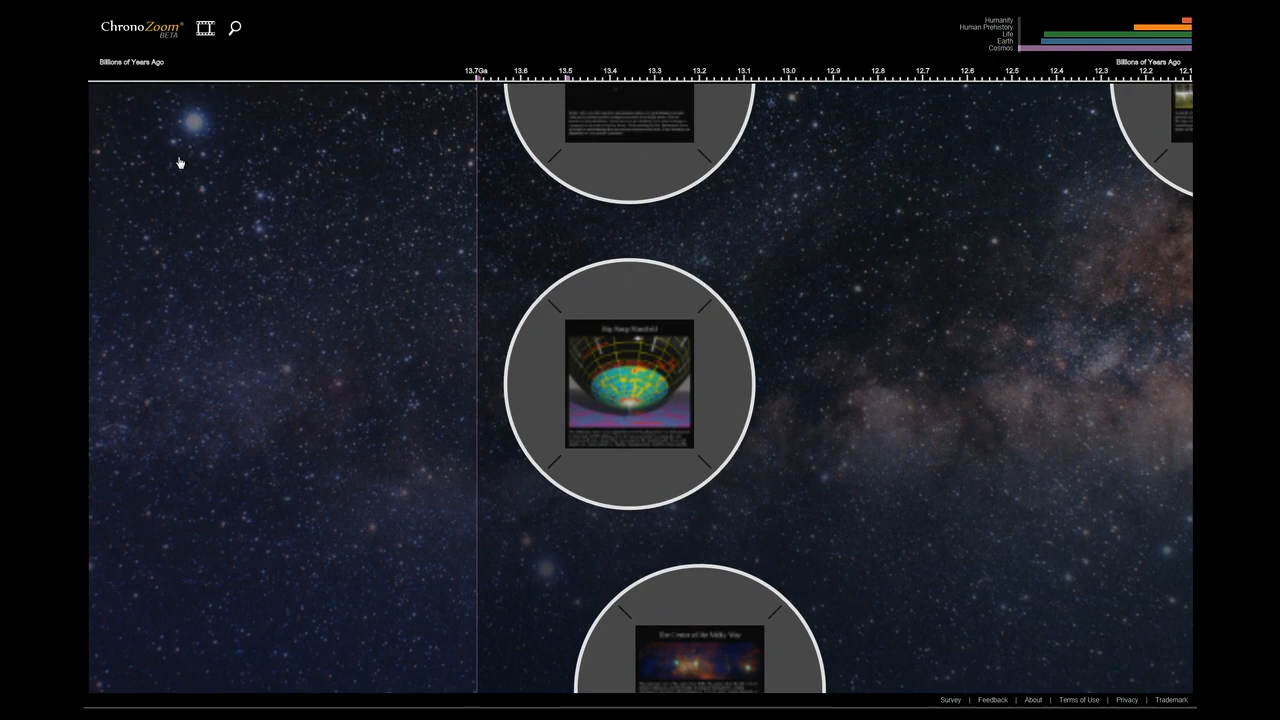 ChronoZoom®
BETA
Humanity
Human Prehistory
Life
Earth
Cosmos
Billions of Years Ago
Billions of Years Ago
13.7Ga 13.6 13.5 13.4 13.3 13.2 13.1 13.0 12.9 12.8 12.7 12.6 12.5 12.4 12.3 12.2 12.1
Big Bang Manifold
The Center of the Milky Way
Survey | Feedback | About | Terms of Use | Privacy | Trademark